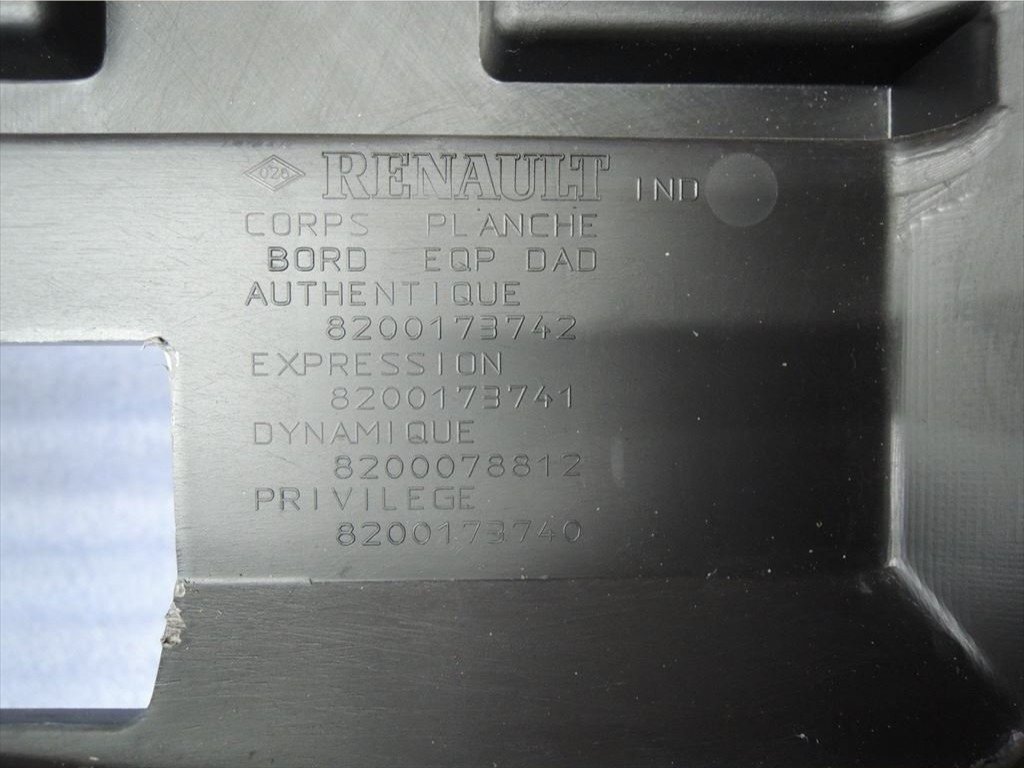 026 RENAULT IND
CORPS PLANCHE
BORD EQP DAD
AUTHENTIQUE
8200173742
EXPRESSION
8200173741
DYNAMIQUE
8200078812
PRIVILEGE
8200173740